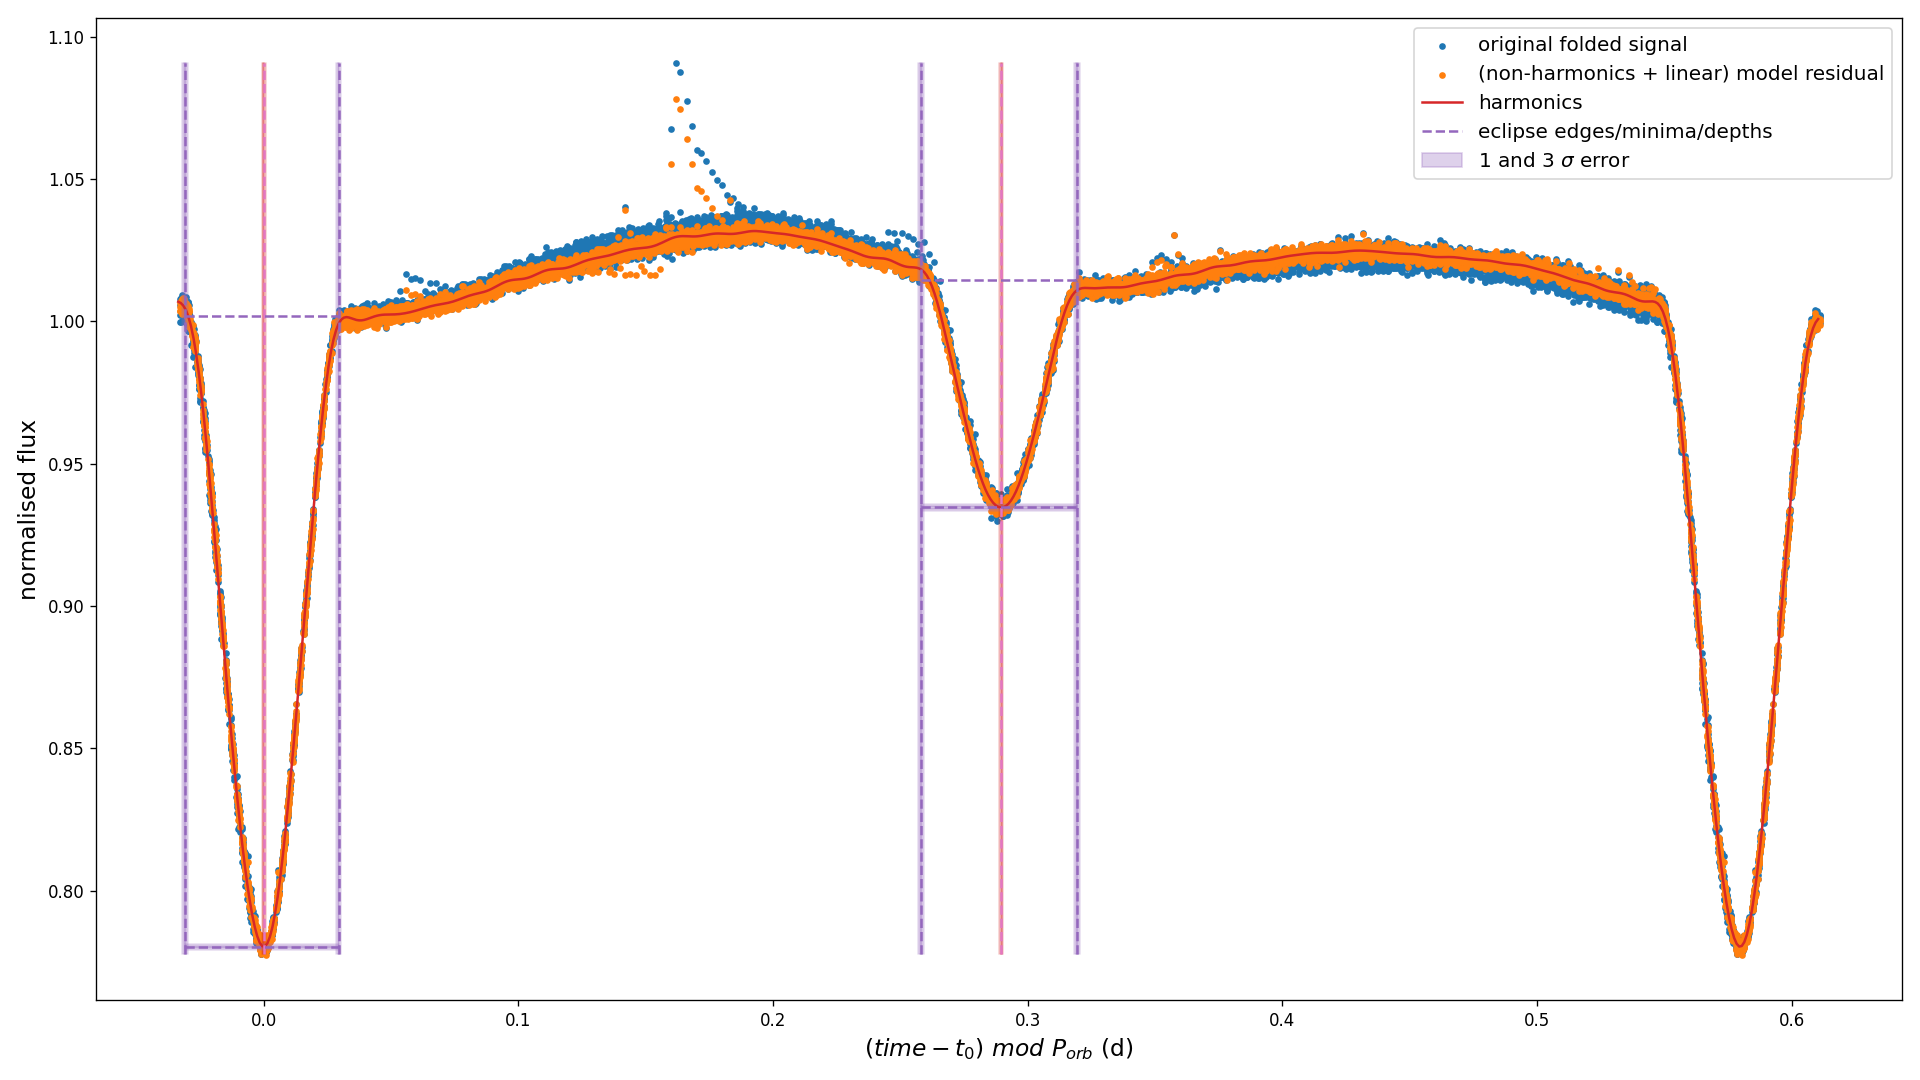 original folded signal
(non-harmonics + linear) model residual
harmonics
eclipse edges/minima/depths
1 and 3 σ error
normalised flux
1.10
1.05
1.00
0.95
0.90
0.85
0.80
0.0 0.1 0.2 0.3 0.4 0.5 0.6
(time − t₀) mod Pₒᵣb (d)